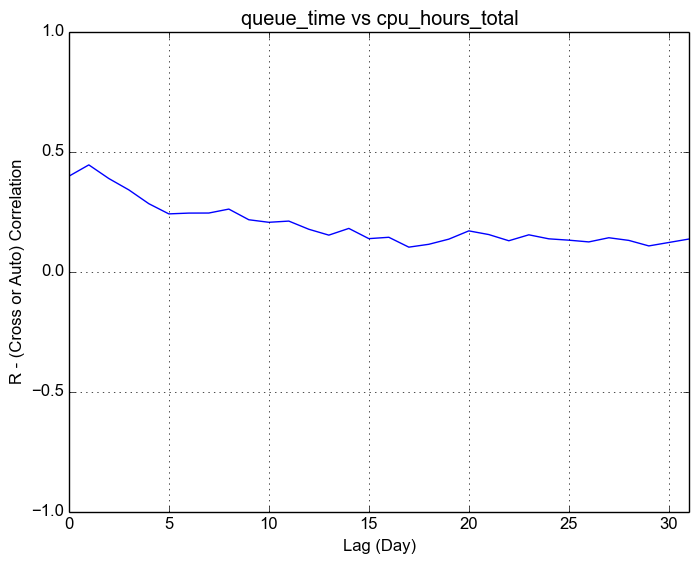 queue_time vs cpu_hours_total
1.0
0.5
0.0
−0.5
−1.0
R - (Cross or Auto) Correlation
0 5 10 15 20 25 30
Lag (Day)